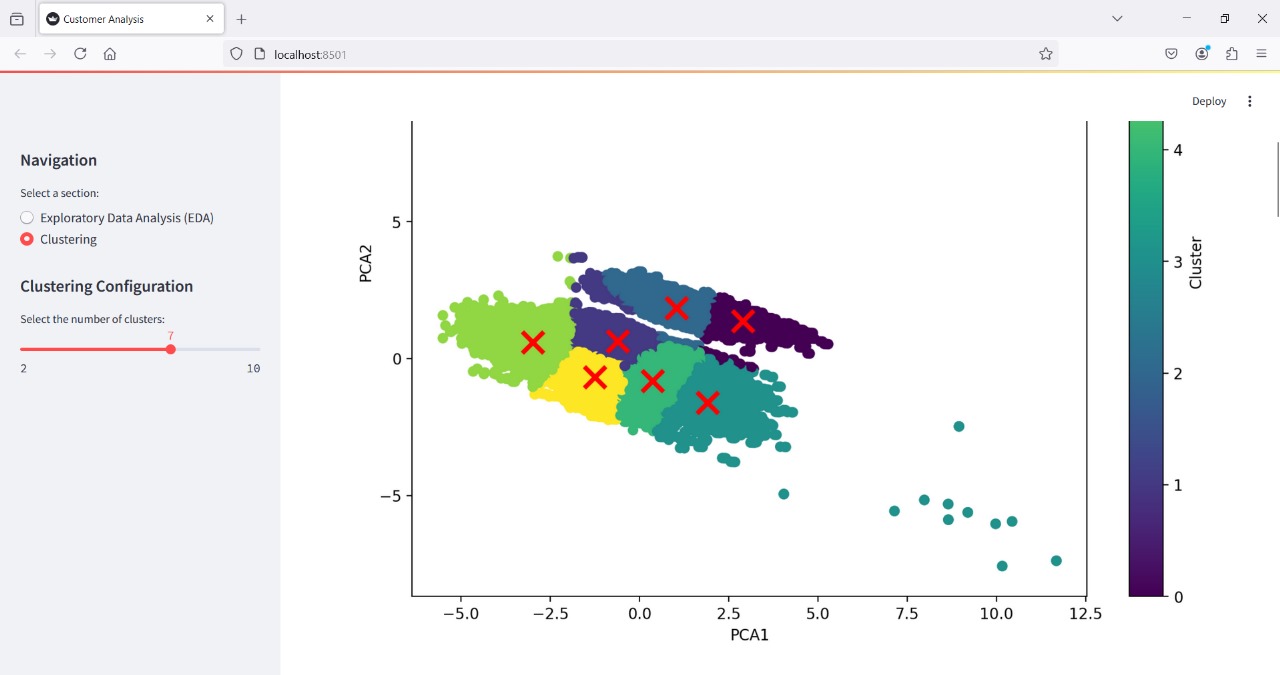 Customer Analysis
localhost:8501
Deploy
Navigation
Select a section:
Exploratory Data Analysis (EDA)
Clustering
Clustering Configuration
Select the number of clusters:
7
2 10
5
0
−5
PCA2
−5.0 −2.5 0.0 2.5 5.0 7.5 10.0 12.5
PCA1
4
3
2
1
0
Cluster